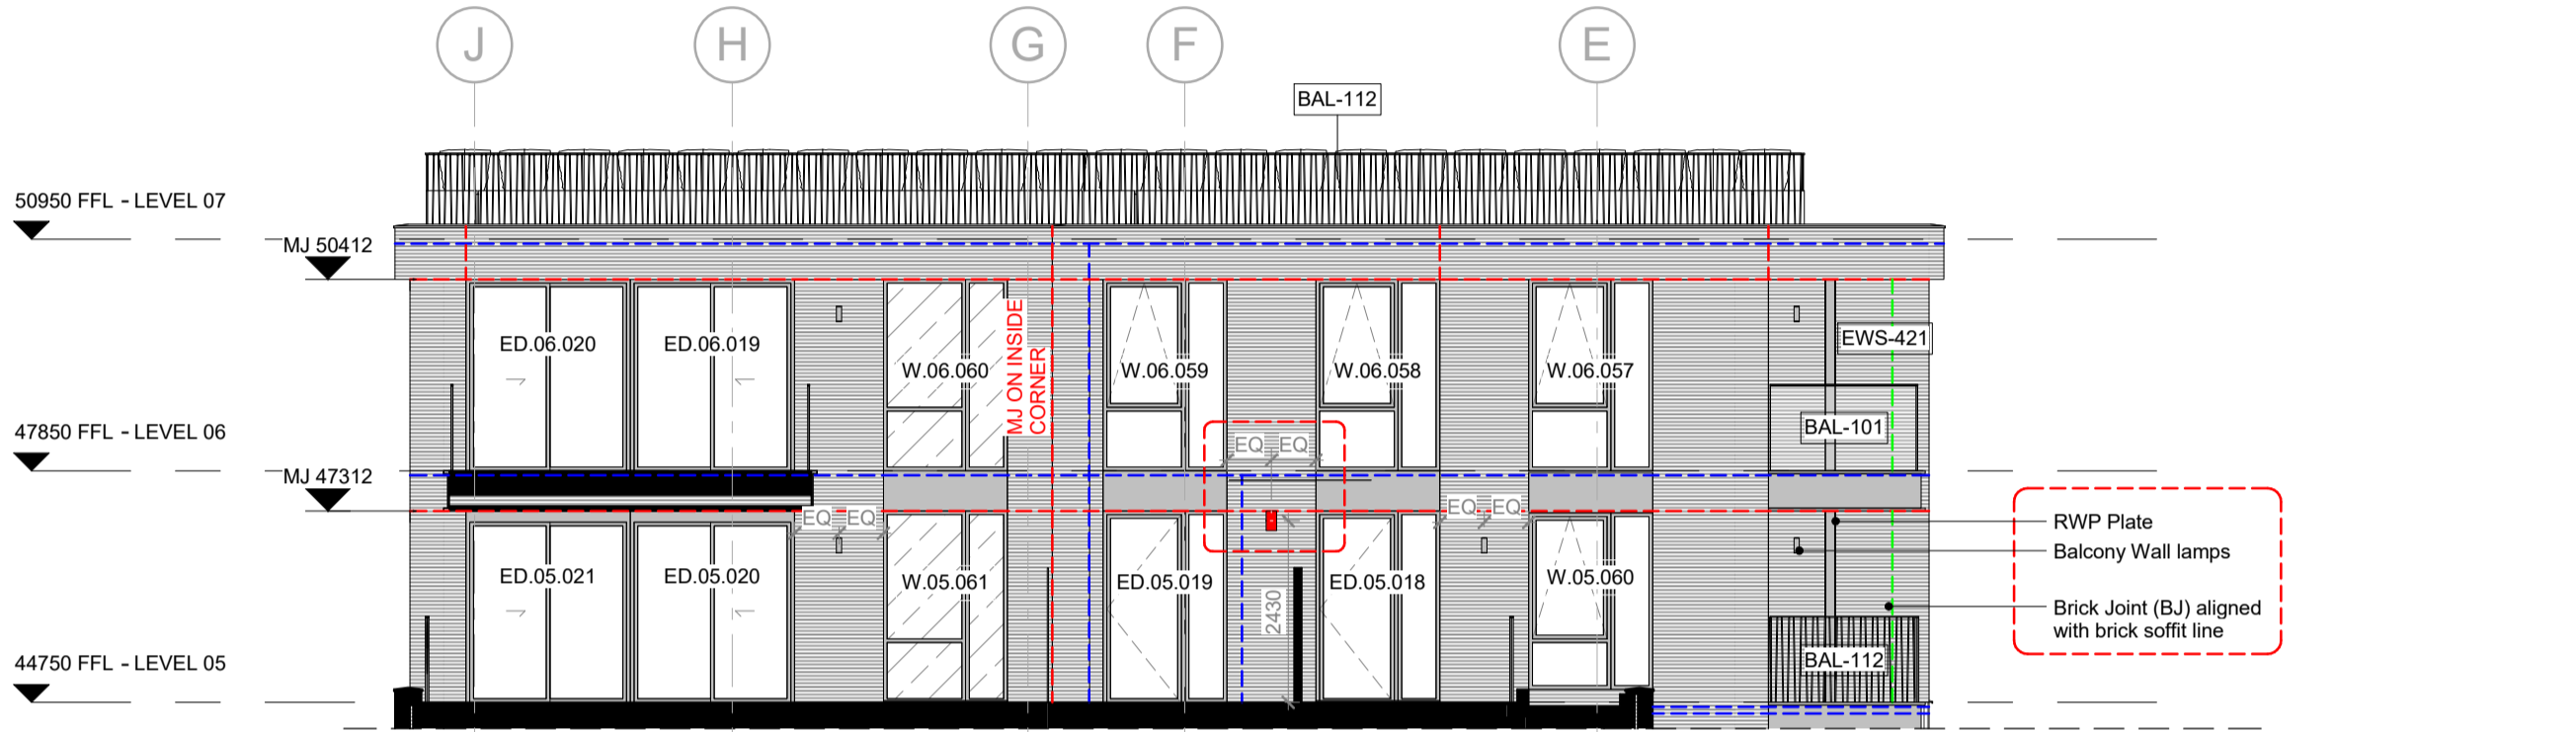 J
H
G
F
E
BAL-112
50950 FFL - LEVEL 07
MJ 50412
MJ ON INSIDE
CORNER
ED.06.020
ED.06.019
W.06.060
W.06.059
W.06.058
W.06.057
EWS-421
BAL-101
47850 FFL - LEVEL 06
EQ
EQ
MJ 47312
EQ
EQ
EQ
EQ
RWP Plate
Balcony Wall lamps
ED.05.021
ED.05.020
W.05.061
ED.05.019
2430
ED.05.018
W.05.060
Brick Joint (BJ) aligned
with brick soffit line
BAL-112
44750 FFL - LEVEL 05